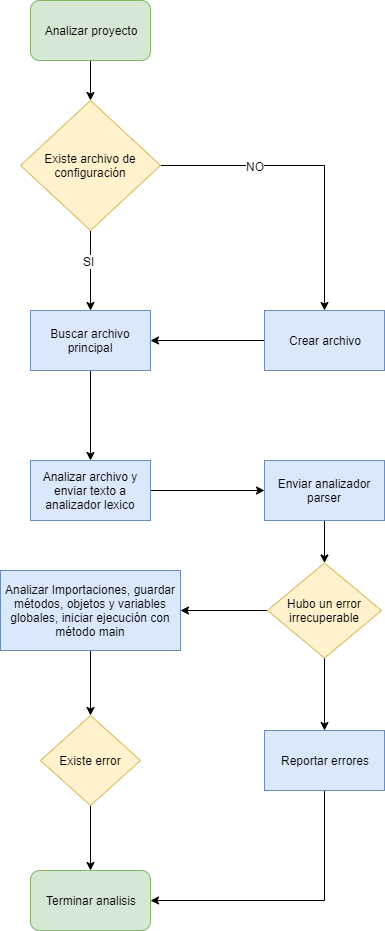 Analizar proyecto
Existe archivo de
configuración
NO
SI
Buscar archivo
principal
Crear archivo
Analizar archivo y
enviar texto a
analizador lexico
Enviar analizador
parser
Analizar Importaciones, guardar
métodos, objetos y variables
globales, iniciar ejecución con
método main
Hubo un error
irrecuperable
Existe error
Reportar errores
Terminar analisis